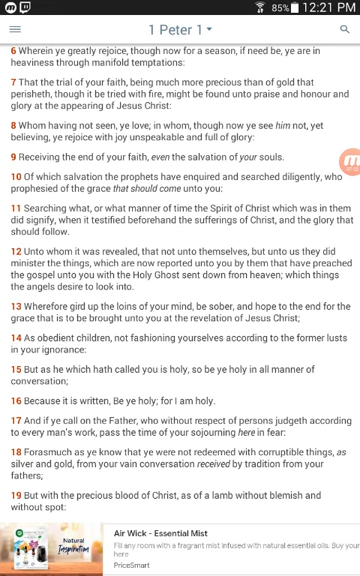 85% 12:21 PM
1 Peter 1
6 Wherein ye greatly rejoice, though now for a season, if need be, ye are in
heaviness through manifold temptations:
7 That the trial of your faith, being much more precious than of gold that
perisheth, though it be tried with fire, might be found unto praise and honour and
glory at the appearing of Jesus Christ:
8 Whom having not seen, ye love; in whom, though now ye see him not, yet
believing, ye rejoice with joy unspeakable and full of glory:
9 Receiving the end of your faith, even the salvation of your souls.
10 Of which salvation the prophets have enquired and searched diligently, who
prophesied of the grace that should come unto you:
11 Searching what, or what manner of time the Spirit of Christ which was in them
did signify, when it testified beforehand the sufferings of Christ, and the glory that
should follow.
12 Unto whom it was revealed, that not unto themselves, but unto us they did
minister the things, which are now reported unto you by them that have preached
the gospel unto you with the Holy Ghost sent down from heaven; which things
the angels desire to look into.
13 Wherefore gird up the loins of your mind, be sober, and hope to the end for the
grace that is to be brought unto you at the revelation of Jesus Christ;
14 As obedient children, not fashioning yourselves according to the former lusts
in your ignorance:
15 But as he which hath called you is holy, so be ye holy in all manner of
conversation;
16 Because it is written, Be ye holy; for I am holy.
17 And if ye call on the Father, who without respect of persons judgeth according
to every man's work, pass the time of your sojourning here in fear:
18 Forasmuch as ye know that ye were not redeemed with corruptible things, as
silver and gold, from your vain conversation received by tradition from your
fathers;
19 But with the precious blood of Christ, as of a lamb without blemish and
without spot:
Natural
Inspiration
Air Wick - Essential Mist
Fill any room with a fragrant mist infused with natural essential oils. Buy your
here
PriceSmart